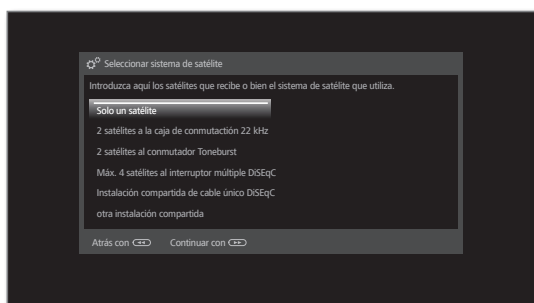 Seleccionar sistema de satélite
Introduzca aquí los satélites que recibe o bien el sistema de satélite que utiliza.
Solo un satélite
2 satélites a la caja de conmutactión 22 kHz
2 satélites al conmutador Toneburst
Máx. 4 satélites al interruptor múltiple DiSEqC
Instalación compartida de cable único DiSEqC
otra instalación compartida
Atrás con Continuar con